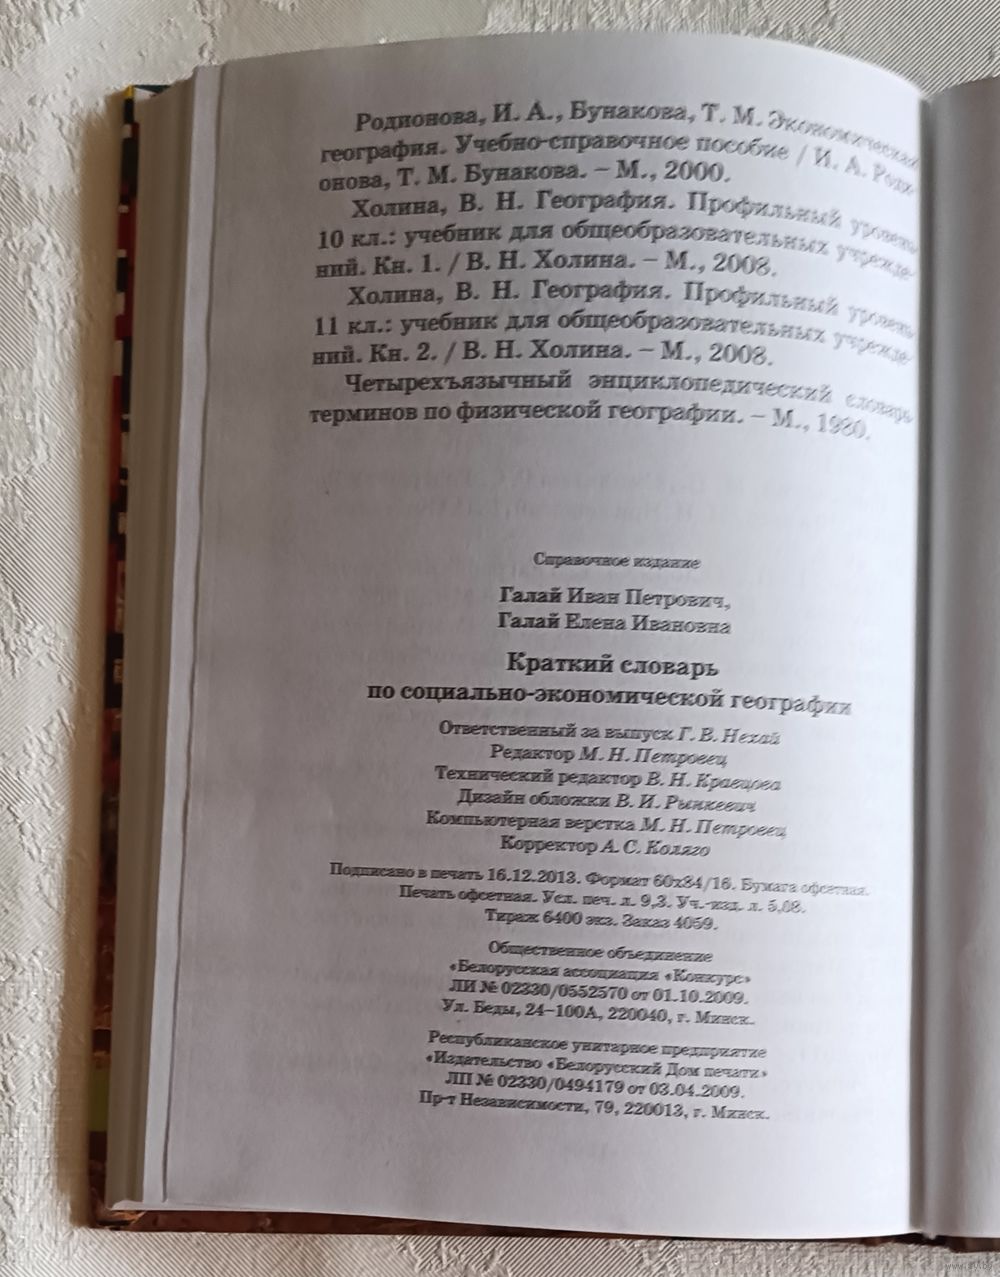 Родионова, И. А., Бунакова, Т. М. Экономическая
география. Учебно-справочное пособие / И. А. Роди-
онова, Т. М. Бунакова. – М., 2000.
Холина, В. Н. География. Профильный уровень
10 кл.: учебник для общеобразовательных учрежде-
ний. Кн. 1. / В. Н. Холина. – М., 2008.
Холина, В. Н. География. Профильный уровень
11 кл.: учебник для общеобразовательных учрежде-
ний. Кн. 2. / В. Н. Холина. – М., 2008.
Четырехъязычный энциклопедический словарь
терминов по физической географии. – М., 1980.
Справочное издание
Галай Иван Петрович,
Галай Елена Ивановна
Краткий словарь
по социально-экономической географии
Ответственный за выпуск Г. В. Нехай
Редактор М. Н. Петровец
Технический редактор В. Н. Кравцова
Дизайн обложки В. И. Рынкевич
Компьютерная верстка М. Н. Петровец
Корректор А. С. Коляго
Подписано в печать 16.12.2013. Формат 60х84/16. Бумага офсетная.
Печать офсетная. Усл. печ. л. 9,3. Уч.-изд. л. 5,08.
Тираж 6400 экз. Заказ 4059.
Общественное объединение
«Белорусская ассоциация «Конкурс»
ЛИ № 02330/0552570 от 01.10.2009.
Ул. Беды, 24–100А, 220040, г. Минск.
Республиканское унитарное предприятие
«Издательство «Белорусский Дом печати»
ЛП № 02330/0494179 от 03.04.2009.
Пр-т Независимости, 79, 220013, г. Минск.